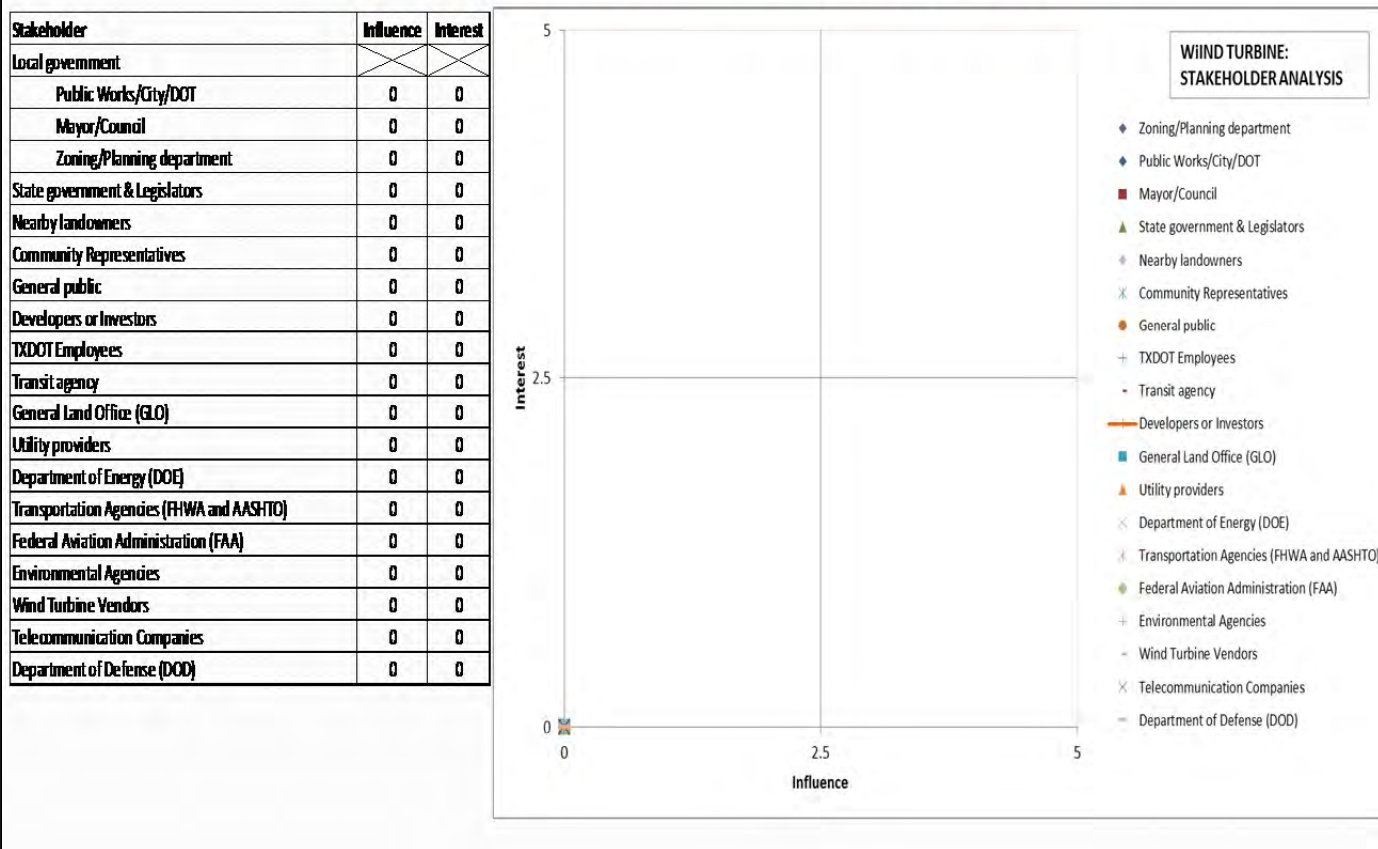 Stakeholder Influence Interest
Local government
Public Works/City/DOT 0 0
Mayor/Council 0 0
Zoning/Planning department 0 0
State government & Legislators 0 0
Nearby landowners 0 0
Community Representatives 0 0
General public 0 0
Developers or Investors 0 0
TXDOT Employees 0 0
Transit agency 0 0
General Land Office (GLO) 0 0
Utility providers 0 0
Department of Energy (DOE) 0 0
Transportation Agencies (FHWA and AASHTO) 0 0
Federal Aviation Administration (FAA) 0 0
Environmental Agencies 0 0
Wind Turbine Vendors 0 0
Telecommunication Companies 0 0
Department of Defense (DOD) 0 0
5
2.5
0
Interest
0 2.5 5
Influence
WiIND TURBINE:
STAKEHOLDER ANALYSIS
Zoning/Planning department
Public Works/City/DOT
Mayor/Council
State government & Legislators
Nearby landowners
Community Representatives
General public
TXDOT Employees
Transit agency
Developers or Investors
General Land Office (GLO)
Utility providers
Department of Energy (DOE)
Transportation Agencies (FHWA and AASHTO)
Federal Aviation Administration (FAA)
Environmental Agencies
Wind Turbine Vendors
Telecommunication Companies
Department of Defense (DOD)